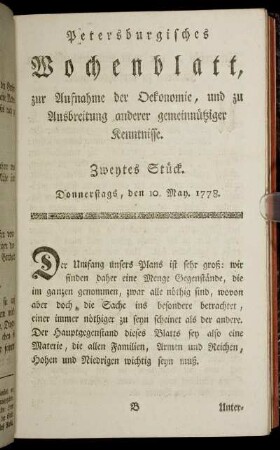 Petersburgisches
Wochenblatt,
zur Aufnahme der Oekonomie, und zu
Ausbreitung anderer gemeinnütziger
Kenntnisse.
Zweytes Stück.
Donnerstags, den 10. May. 1778.
Der Umfang unsers Plans ist sehr groß: wir
finden daher eine Menge Gegenstände, die
im ganzen genommen, zwar alle nöthig sind, wovon
aber doch, die Sache ins besondere betrachtet,
einer immer nöthiger zu seyn scheinet als der andere.
Der Hauptgegenstand dieses Blatts sey also eine
Materie, die allen Familien, Armen und Reichen,
Hohen und Niedrigen wichtig seyn muß.
B Unter-